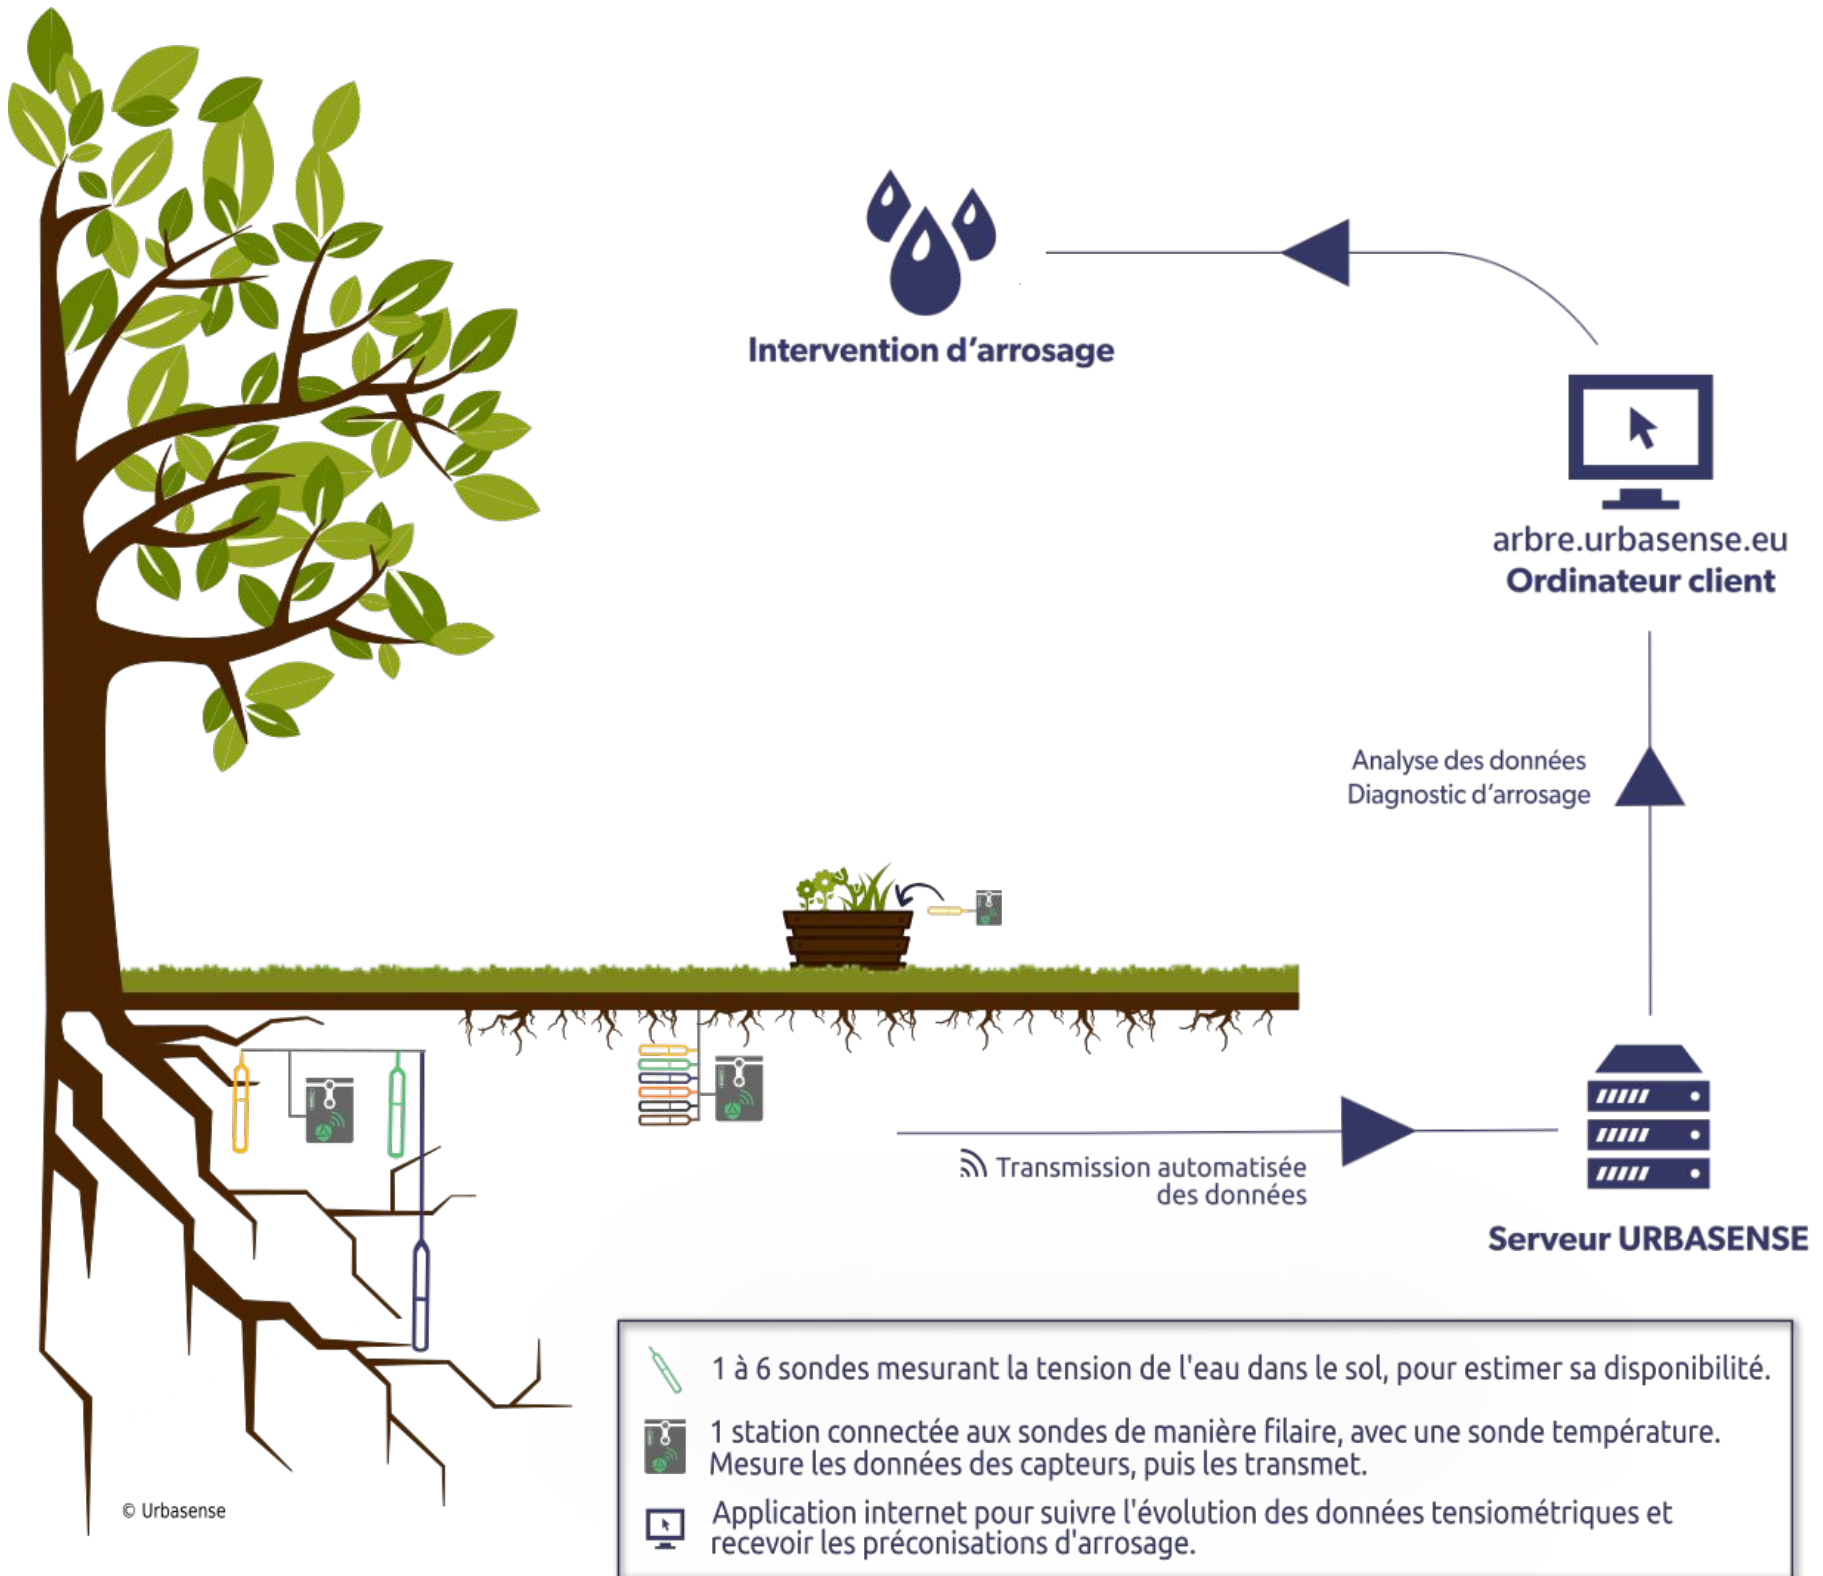 Intervention d'arrosage
arbre.urbasense.eu
Ordinateur client
Analyse des données
Diagnostic d'arrosage
Transmission automatisée
des données
Serveur URBASENSE
1 à 6 sondes mesurant la tension de l'eau dans le sol, pour estimer sa disponibilité.
1 station connectée aux sondes de manière filaire, avec une sonde température.
Mesure les données des capteurs, puis les transmet.
Application internet pour suivre l'évolution des données tensiométriques et
recevoir les préconisations d'arrosage.
© Urbasense